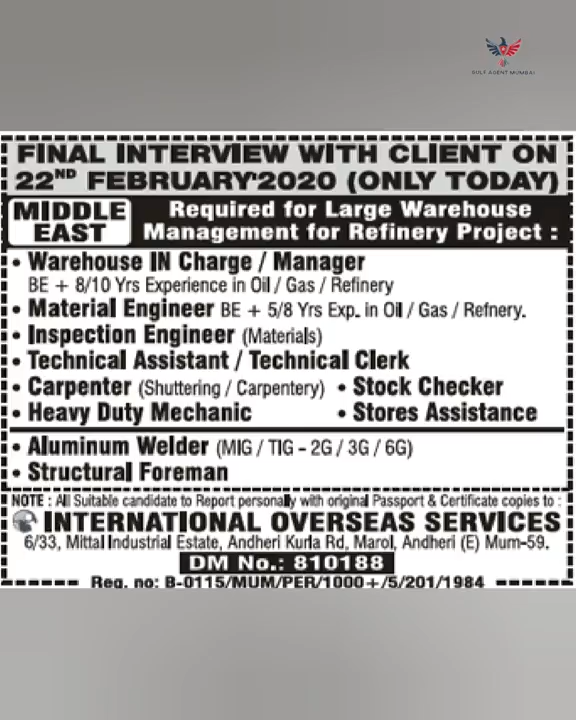 GULF AGENT MUMBAI
FINAL INTERVIEW WITH CLIENT ON
22ND FEBRUARY'2020 (ONLY TODAY)
MIDDLE EAST
Required for Large Warehouse
Management for Refinery Project :
• Warehouse IN Charge / Manager
BE + 8/10 Yrs Experience in Oil / Gas / Refinery
• Material Engineer BE + 5/8 Yrs Exp. in Oil / Gas / Refnery.
• Inspection Engineer (Materials)
• Technical Assistant / Technical Clerk
• Carpenter (Shuttering / Carpentery) • Stock Checker
• Heavy Duty Mechanic • Stores Assistance
• Aluminum Welder (MIG / TIG - 2G / 3G / 6G)
• Structural Foreman
NOTE : All Suitable candidate to Report personally with original Passport & Certificate copies to :
INTERNATIONAL OVERSEAS SERVICES
6/33, Mittal Industrial Estate, Andheri Kurla Rd, Marol, Andheri (E) Mum-59.
DM No.: 810188
Reg. no: B-0115/MUM/PER/1000+/5/201/1984